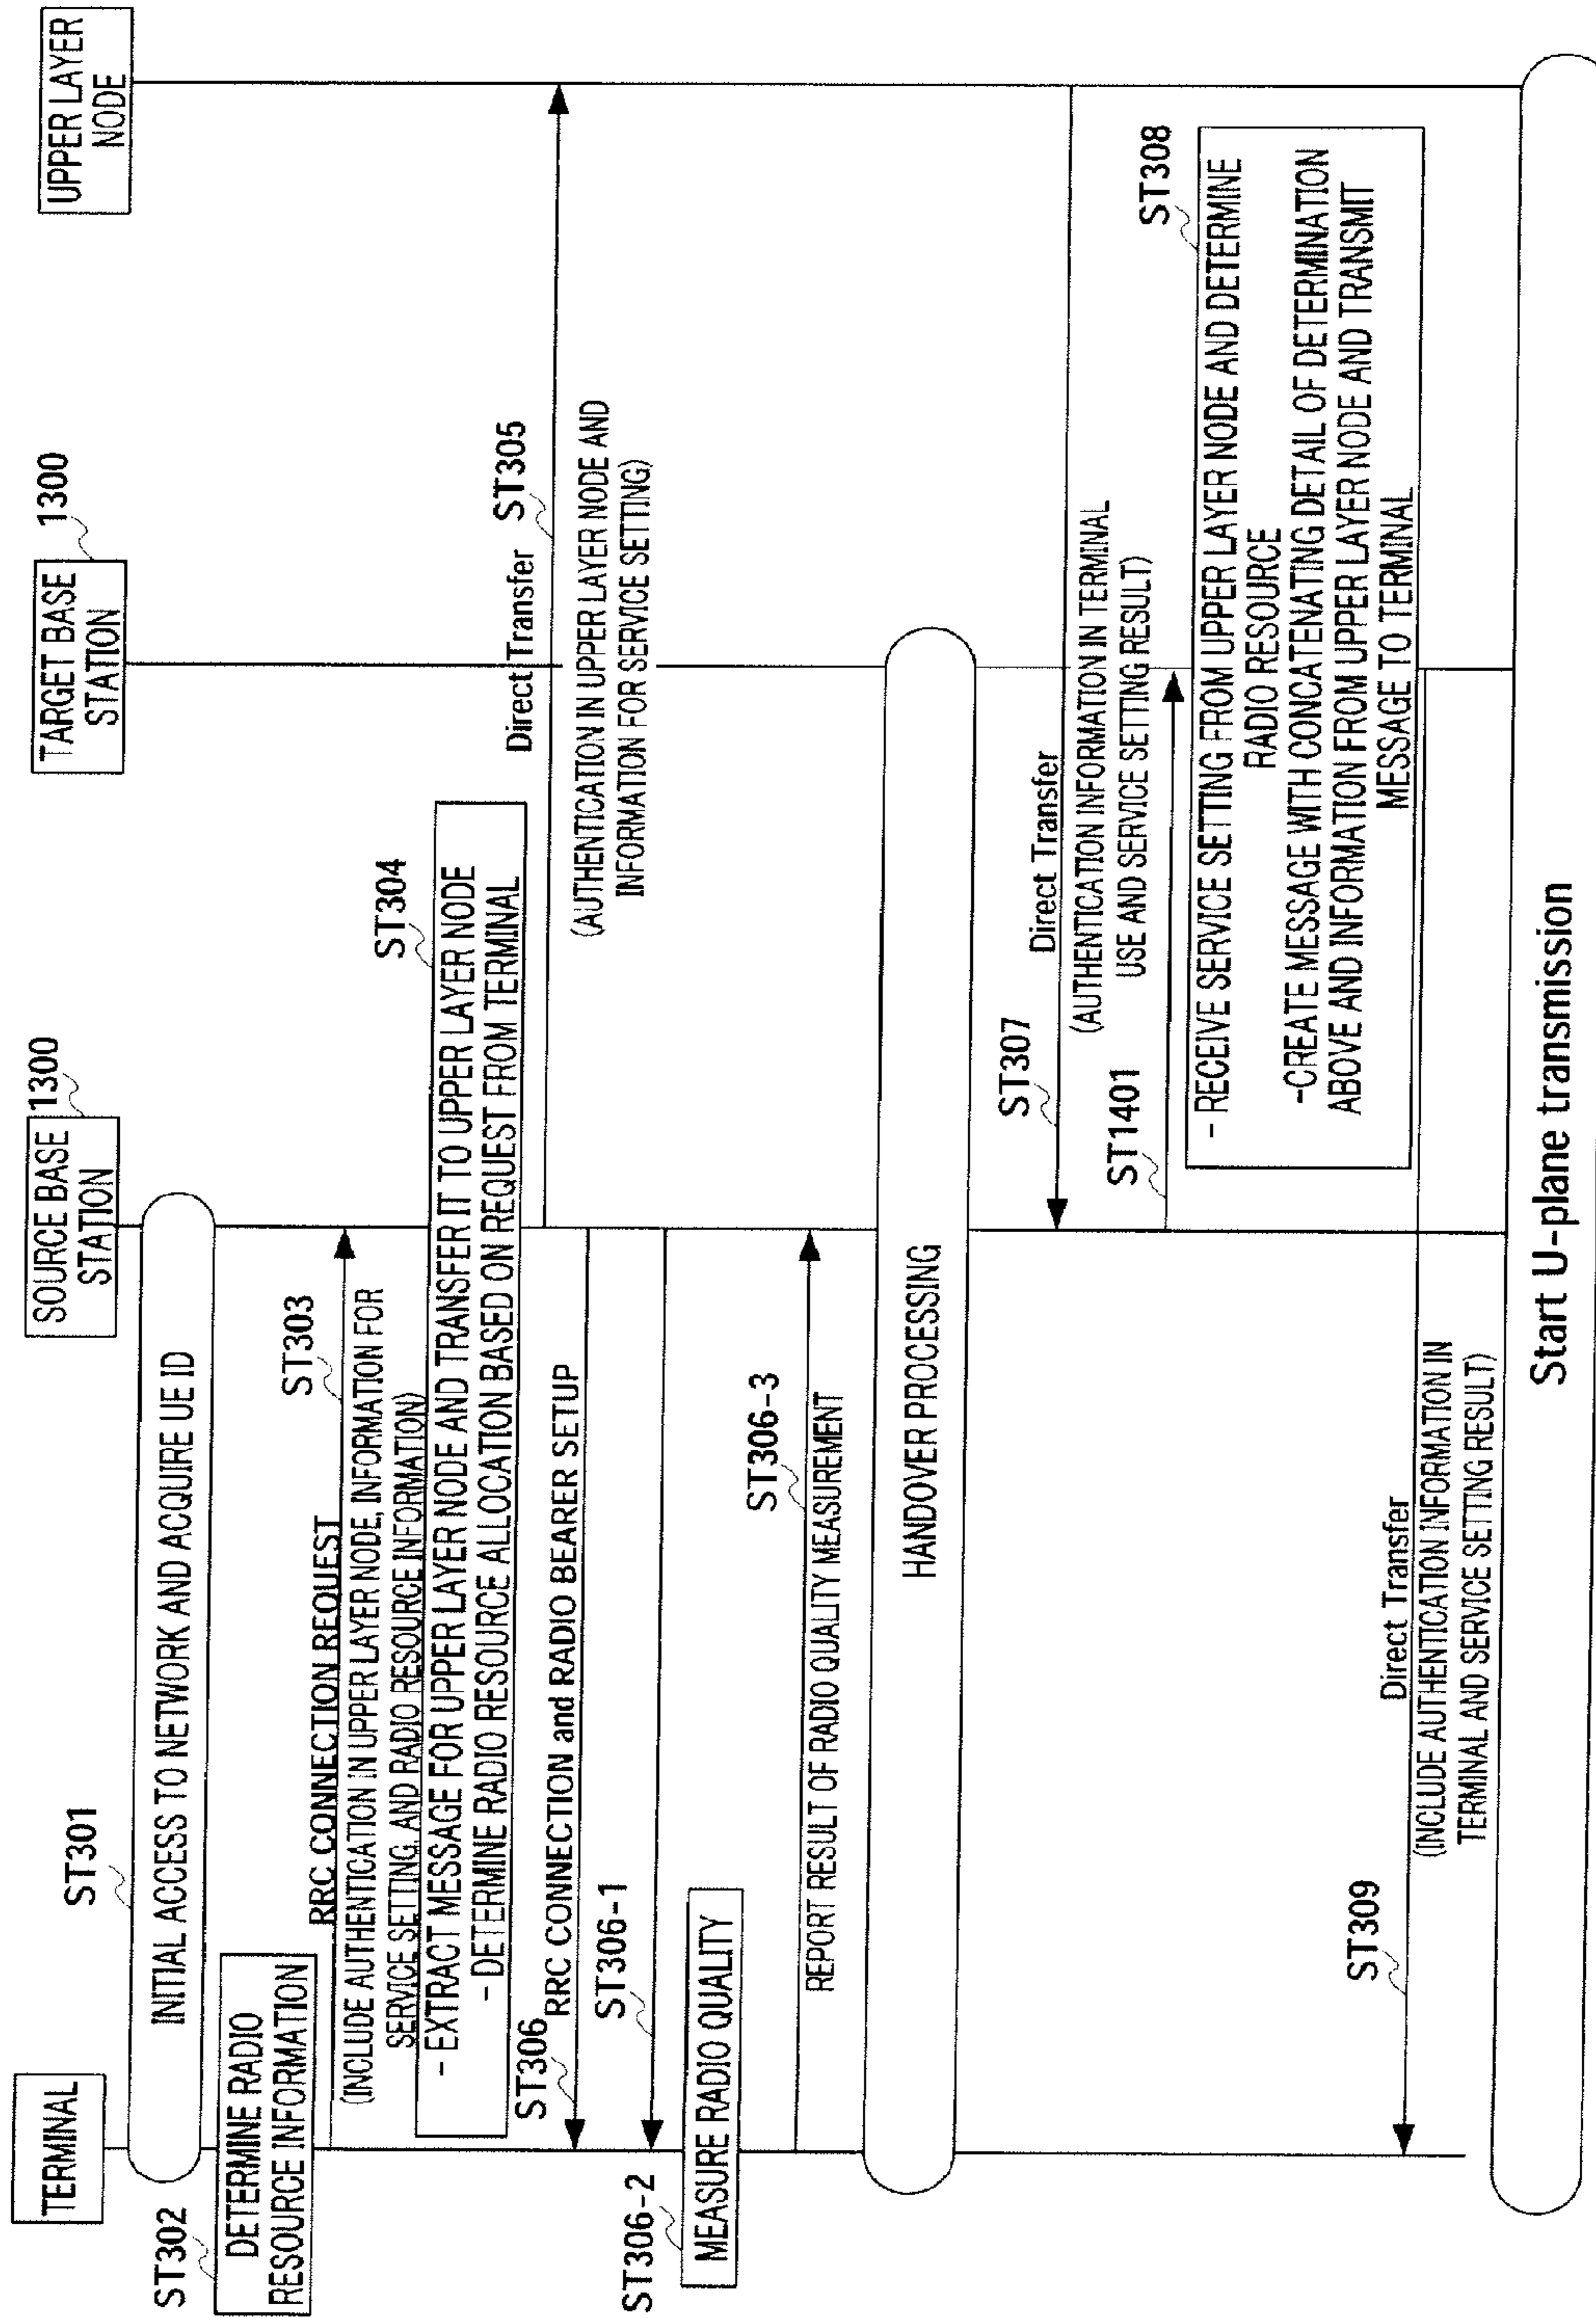 TERMINAL
SOURCE BASE
STATION
1300
TARGET BASE
STATION
1300
UPPER LAYER
NODE
ST301
INITIAL ACCESS TO NETWORK AND ACQUIRE UE ID
ST302
DETERMINE RADIO
RESOURCE INFORMATION
ST303
RRC CONNECTION REQUEST
(INCLUDE AUTHENTICATION IN UPPER LAYER NODE, INFORMATION FOR
SERVICE SETTING, AND RADIO RESOURCE INFORMATION)
ST304
- EXTRACT MESSAGE FOR UPPER LAYER NODE AND TRANSFER IT TO UPPER LAYER NODE
- DETERMINE RADIO RESOURCE ALLOCATION BASED ON REQUEST FROM TERMINAL
ST305
Direct Transfer
(AUTHENTICATION IN UPPER LAYER NODE AND
INFORMATION FOR SERVICE SETTING)
ST306
RRC CONNECTION and RADIO BEARER SETUP
ST306-1
ST306-2
MEASURE RADIO QUALITY
ST306-3
REPORT RESULT OF RADIO QUALITY MEASUREMENT
HANDOVER PROCESSING
ST307
Direct Transfer
(AUTHENTICATION INFORMATION IN TERMINAL
USE AND SERVICE SETTING RESULT)
ST1401
ST308
- RECEIVE SERVICE SETTING FROM UPPER LAYER NODE AND DETERMINE
RADIO RESOURCE
-CREATE MESSAGE WITH CONCATENATING DETAIL OF DETERMINATION
ABOVE AND INFORMATION FROM UPPER LAYER NODE AND TRANSMIT
MESSAGE TO TERMINAL
ST309
Direct Transfer
(INCLUDE AUTHENTICATION INFORMATION IN
TERMINAL AND SERVICE SETTING RESULT)
Start U-plane transmission